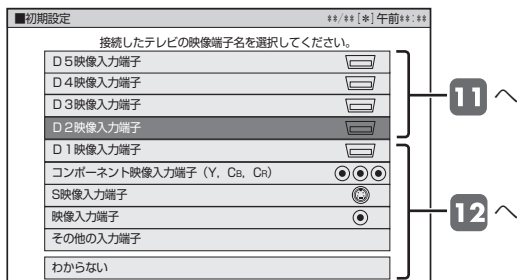 ■初期設定 **/**[*]午前**:**
接続したテレビの映像端子名を選択してください。
D5映像入力端子
D4映像入力端子
D3映像入力端子
D2映像入力端子
D1映像入力端子
コンポーネント映像入力端子(Y, CB, CR)
S映像入力端子
映像入力端子
その他の入力端子
わからない
11 へ
12 へ